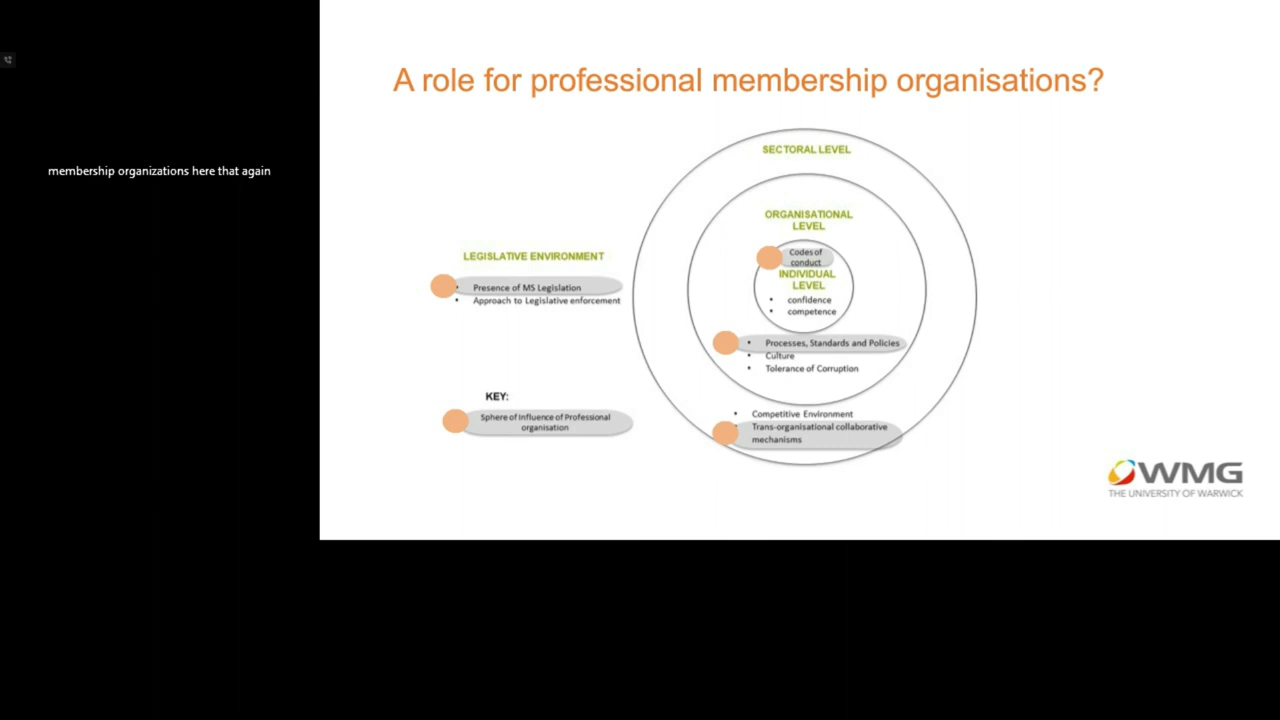 A role for professional membership organisations?
membership organizations here that again
SECTORAL LEVEL
ORGANISATIONAL
LEVEL
Codes of
conduct
INDIVIDUAL
LEVEL
• confidence
• competence
LEGISLATIVE ENVIRONMENT
• Presence of MS Legislation
• Approach to Legislative enforcement
• Processes, Standards and Policies
• Culture
• Tolerance of Corruption
KEY:
Sphere of Influence of Professional
organisation
• Competitive Environment
• Trans-organisational collaborative
mechanisms
WMG
THE UNIVERSITY OF WARWICK